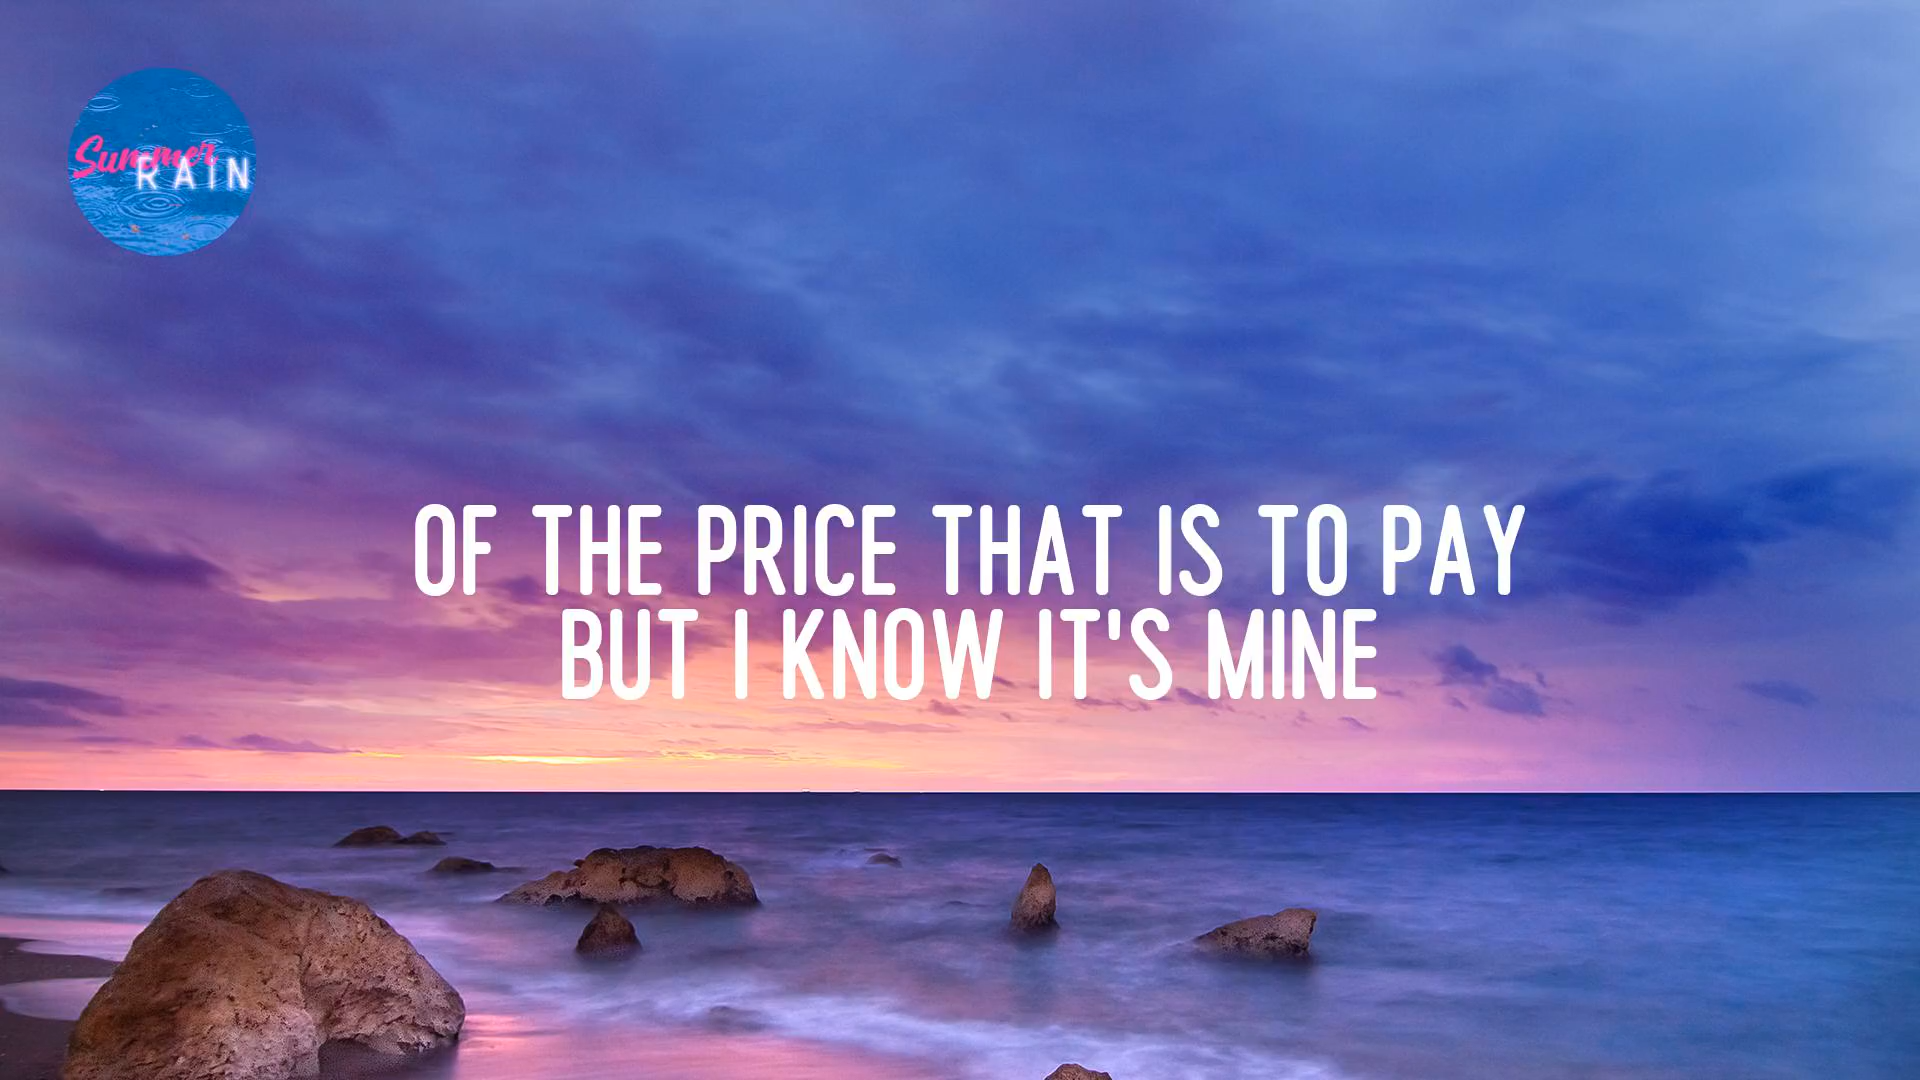 Summer
RAIN
OF THE PRICE THAT IS TO PAY
BUT I KNOW IT'S MINE